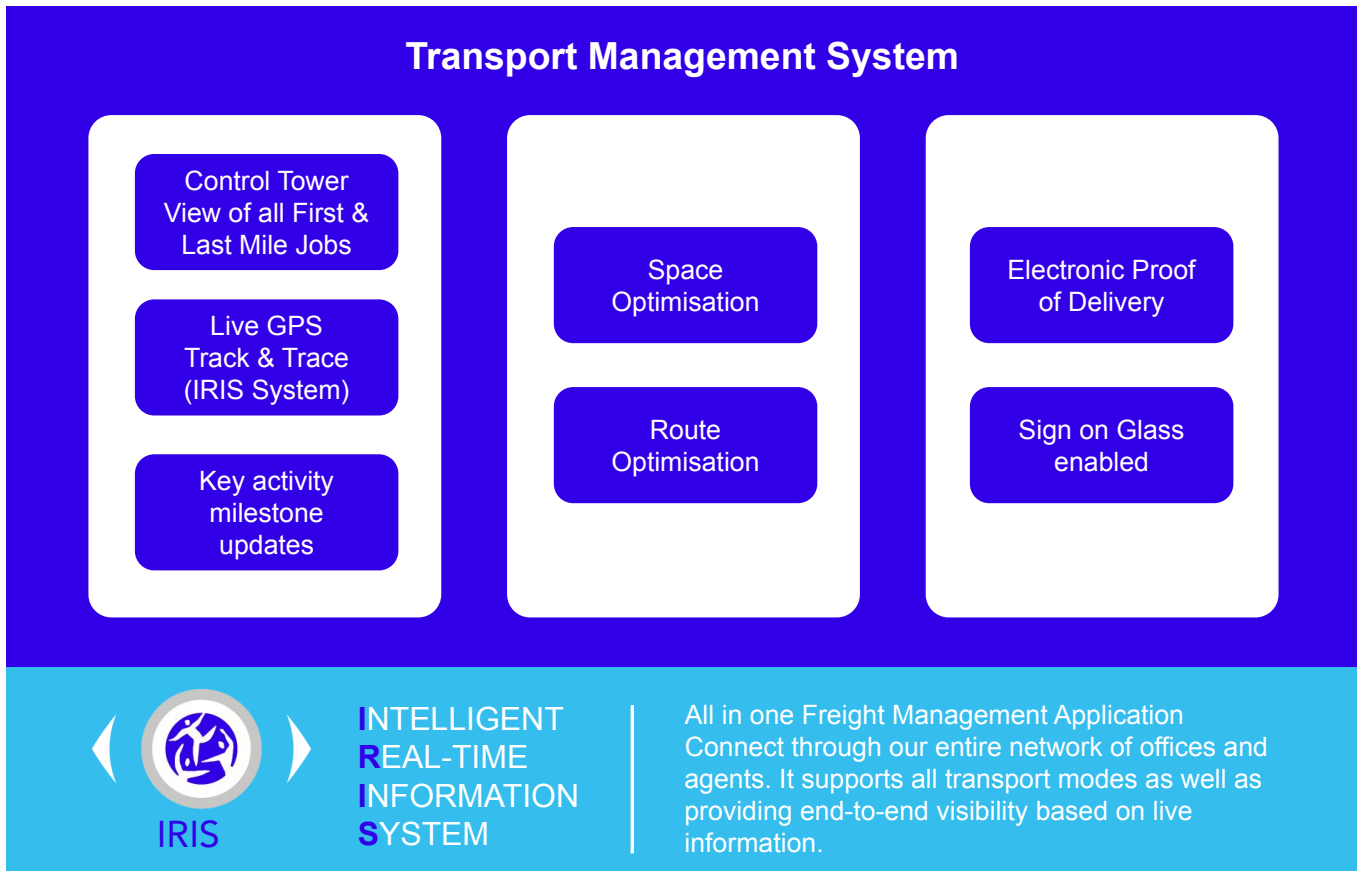 Transport Management System
Control Tower
View of all First &
Last Mile Jobs
Live GPS
Track & Trace
(IRIS System)
Key activity
milestone
updates
Space
Optimisation
Route
Optimisation
Electronic Proof
of Delivery
Sign on Glass
enabled
IRIS
INTELLIGENT
REAL-TIME
INFORMATION
SYSTEM
All in one Freight Management Application
Connect through our entire network of offices and
agents. It supports all transport modes as well as
providing end-to-end visibility based on live
information.